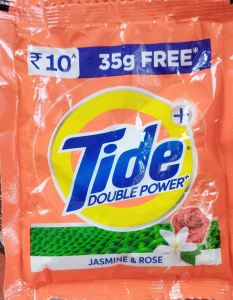 ₹10^ 35g FREE*
Tide
DOUBLE POWER+
JASMINE & ROSE